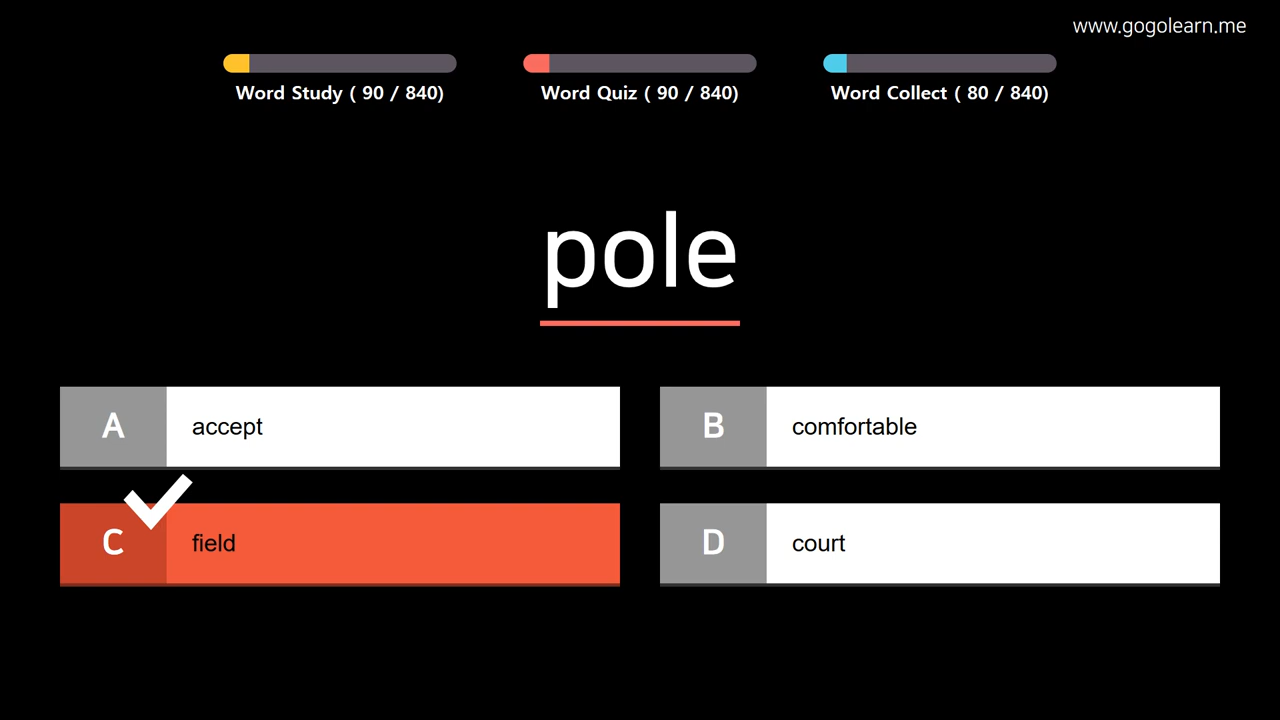 www.gogolearn.me
Word Study ( 90 / 840)
Word Quiz ( 90 / 840)
Word Collect ( 80 / 840)
pole
A accept
B comfortable
C field
D court